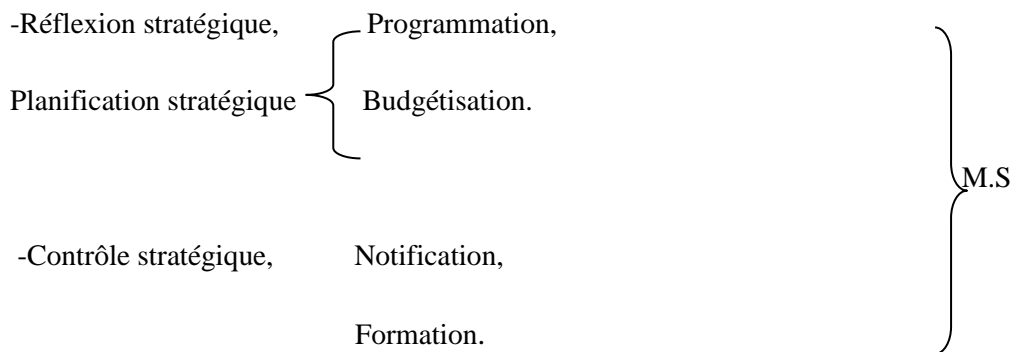 -Réflexion stratégique, Programmation,
Planification stratégique Budgétisation.
M.S
-Contrôle stratégique, Notification,
Formation.